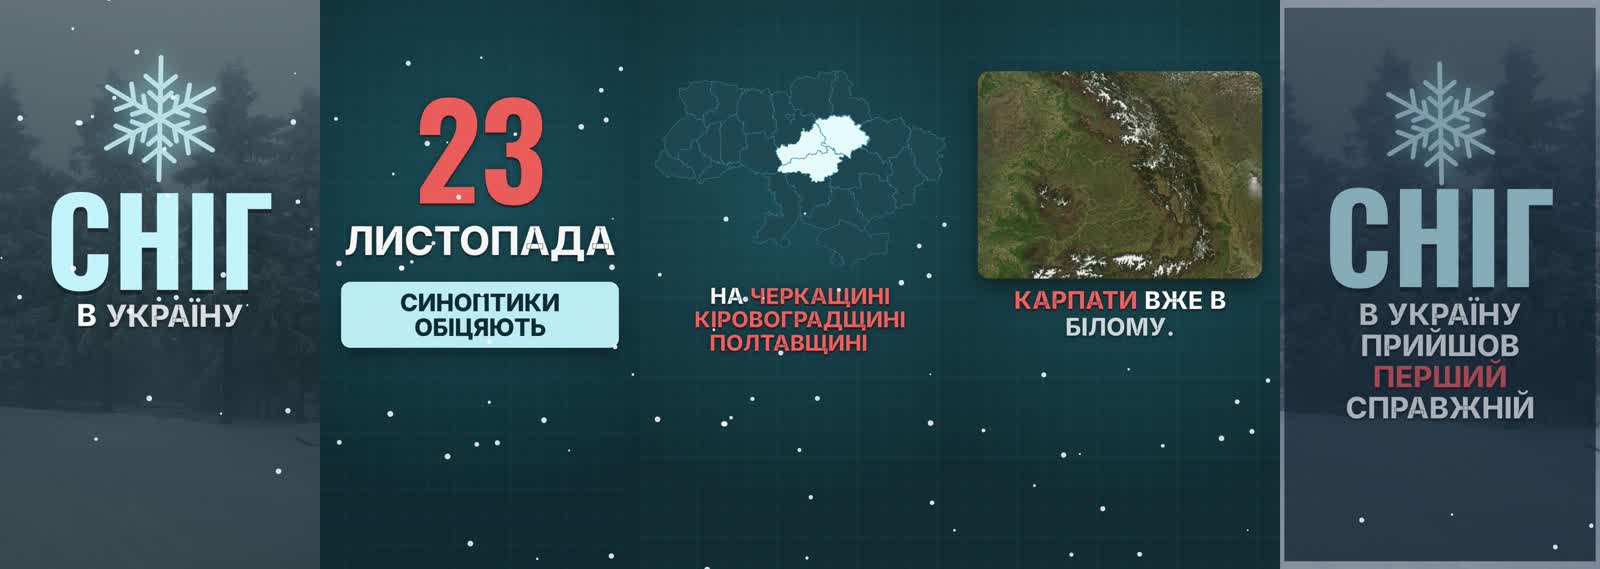 СНІГ
В УКРАЇНУ
23
ЛИСТОПАДА
СИНОПТИКИ
ОБІЦЯЮТЬ
НА ЧЕРКАЩИНІ
КІРОВОГРАДЩИНІ
ПОЛТАВЩИНІ
КАРПАТИ ВЖЕ В
БІЛОМУ.
СНІГ
В УКРАЇНУ
ПРИЙШОВ
ПЕРШИЙ
СПРАВЖНІЙ